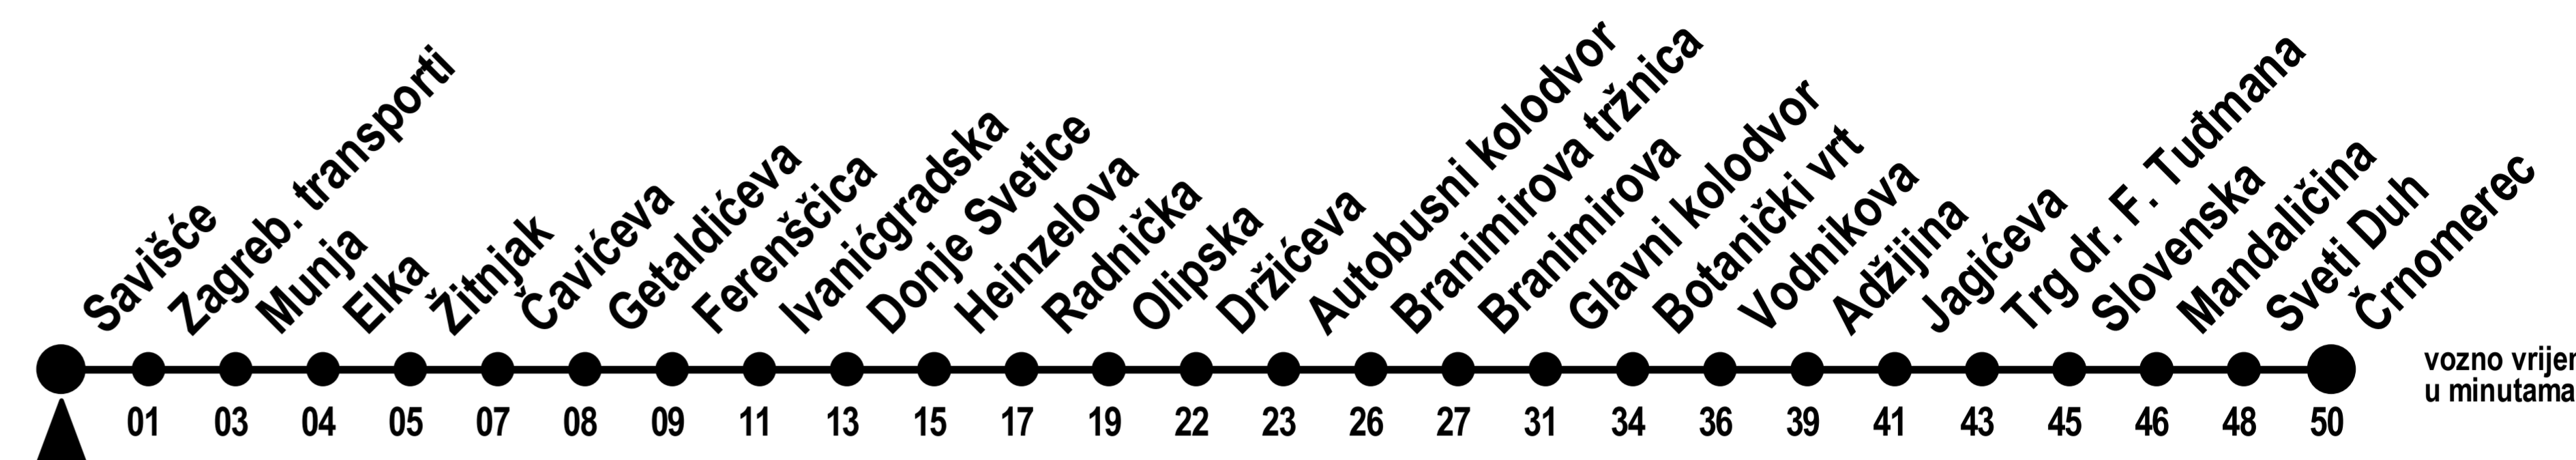 Savišće
Zagreb. transporti
Munja
Elka
Žitnjak
Čavićeva
Getaldićeva
Ferenščica
Ivanićgradska
Donje Svetice
Heinzelova
Radnička
Olipska
Držićeva
Autobusni kolodvor
Branimirova tržnica
Branimirova
Glavni kolodvor
Botanički vrt
Vodnikova
Adžijina
Jagićeva
Trg dr. F. Tuđmana
Slovenska
Mandaličina
Sveti Duh
Črnomerec
01 03 04 05 07 08 09 11 13 15 17 19 22 23 26 27 31 34 36 39 41 43 45 46 48 50
vozno
u minutama